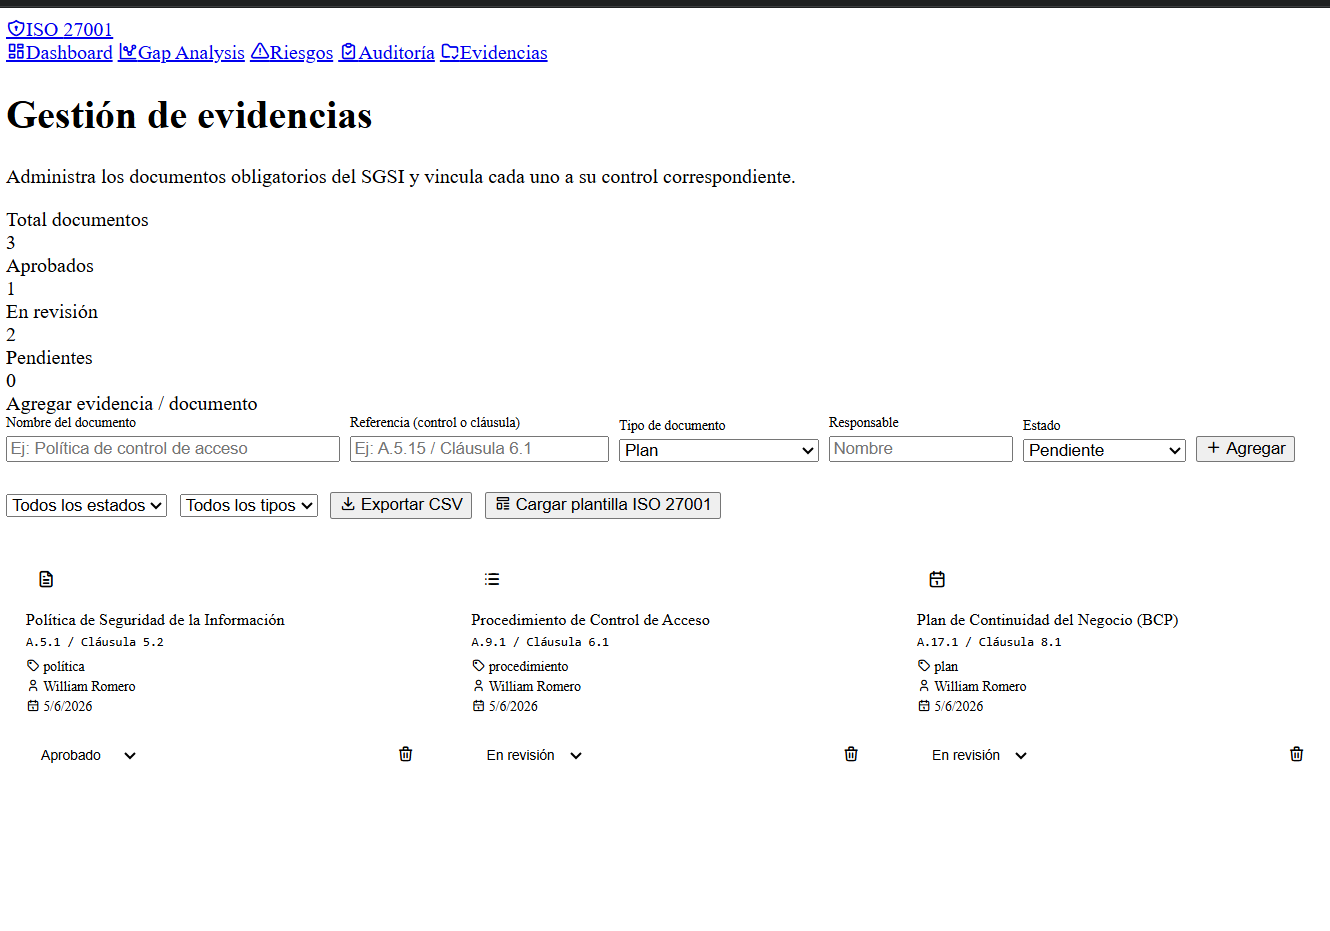 ISO 27001
Dashboard Gap Analysis Riesgos Auditoría Evidencias
Gestión de evidencias
Administra los documentos obligatorios del SGSI y vincula cada uno a su control correspondiente.
Total documentos
3
Aprobados
1
En revisión
2
Pendientes
0
Agregar evidencia / documento
Nombre del documento Referencia (control o cláusula) Tipo de documento Responsable Estado
Ej: Política de control de acceso Ej: A.5.15 / Cláusula 6.1 Plan Nombre Pendiente + Agregar
Todos los estados Todos los tipos Exportar CSV Cargar plantilla ISO 27001
Política de Seguridad de la Información
A.5.1 / Cláusula 5.2
política
William Romero
5/6/2026
Aprobado
Procedimiento de Control de Acceso
A.9.1 / Cláusula 6.1
procedimiento
William Romero
5/6/2026
En revisión
Plan de Continuidad del Negocio (BCP)
A.17.1 / Cláusula 8.1
plan
William Romero
5/6/2026
En revisión